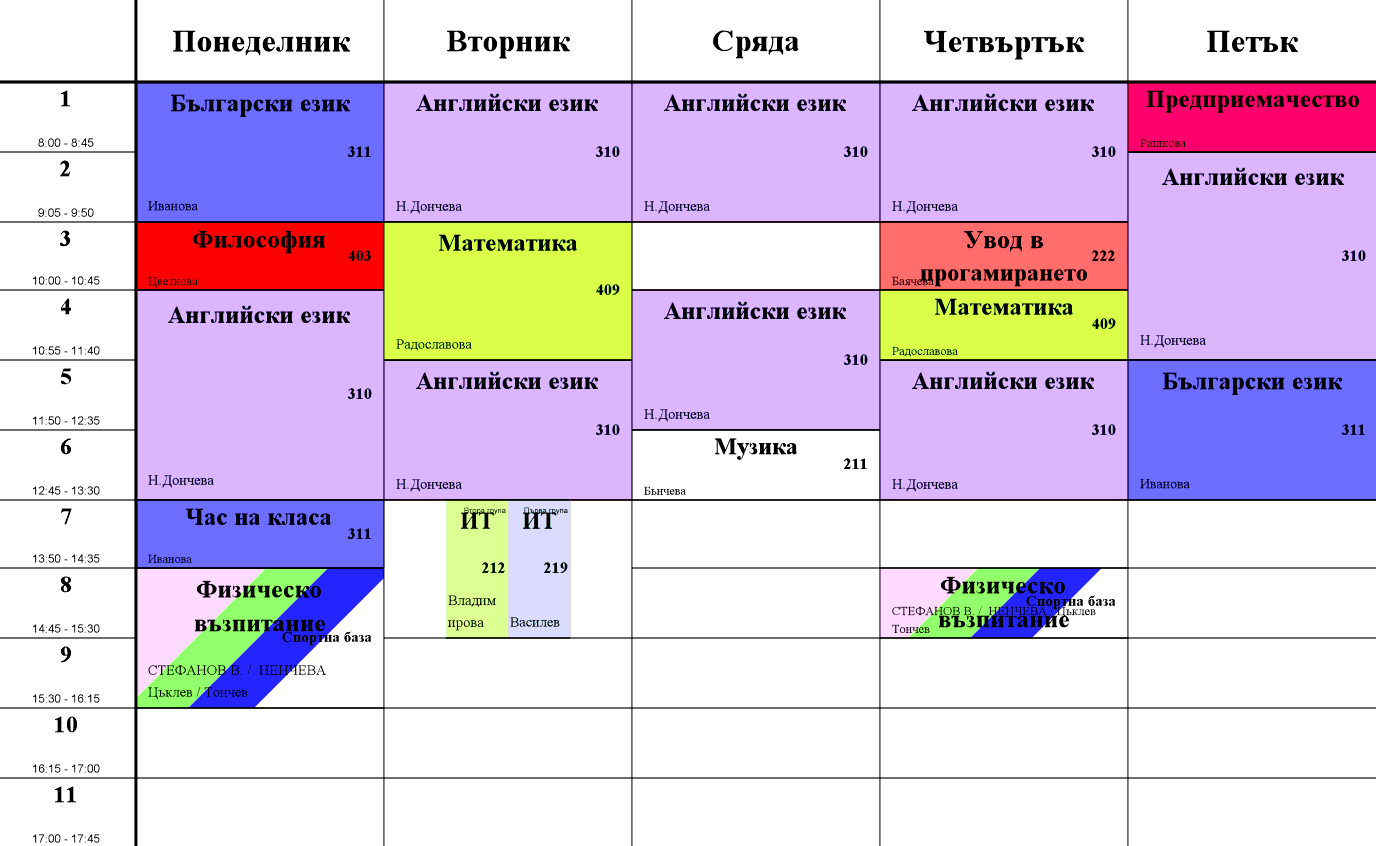 Понеделник
Вторник
Сряда
Четвъртък
Петък
1
8:00 - 8:45
2
9:05 - 9:50
3
10:00 - 10:45
4
10:55 - 11:40
5
11:50 - 12:35
6
12:45 - 13:30
7
13:50 - 14:35
8
14:45 - 15:30
9
15:30 - 16:15
10
16:15 - 17:00
11
17:00 - 17:45
Български език
311
Иванова
Философия
403
Цветкова
Английски език
310
Н.Дончева
Час на класа
311
Иванова
Физическо
възпитание
Спортна база
СТЕФАНОВ В. / НЕНЧЕВА
Цъклев / Тончев
Английски език
310
Н.Дончева
Математика
409
Радославова
Английски език
310
Н.Дончева
Втора група
ИТ
212
Владим
ирова
Първа група
ИТ
219
Василев
Английски език
310
Н.Дончева
Английски език
310
Н.Дончева
Музика
211
Бънчева
Английски език
310
Н.Дончева
Увод в
прогамирането
222
Баячева
Математика
409
Радославова
Английски език
310
Н.Дончева
Физическо
възпитание
Спортна база
СТЕФАНОВ В. / НЕНЧЕВА / Цъклев
Тончев
Предприемачество
Рашкова
Английски език
310
Н.Дончева
Български език
311
Иванова